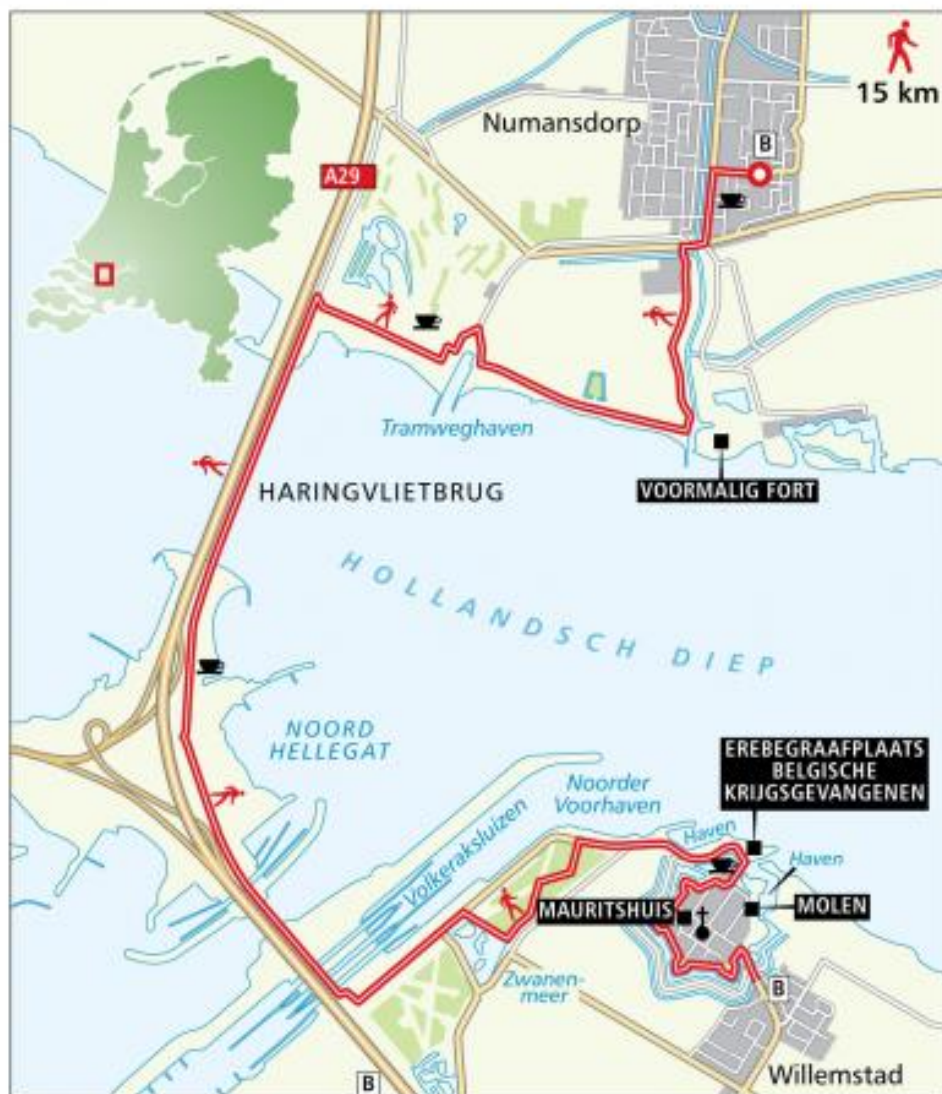 15 km
Numansdorp
B
A29
Tramweghaven
HARINGVLIETBRUG
VOORMALIG FORT
HOLLANDSCH DIEP
NOORD
HELLEGAT
EREBEGRAAFPLAATS
BELGISCHE
KRIJGSGEVANGENEN
Noorder
Voorhaven
Haven
Haven
Volkeraksluizen
MAURITSHUIS
MOLEN
Zwanen-
meer
B
Willemstad
B